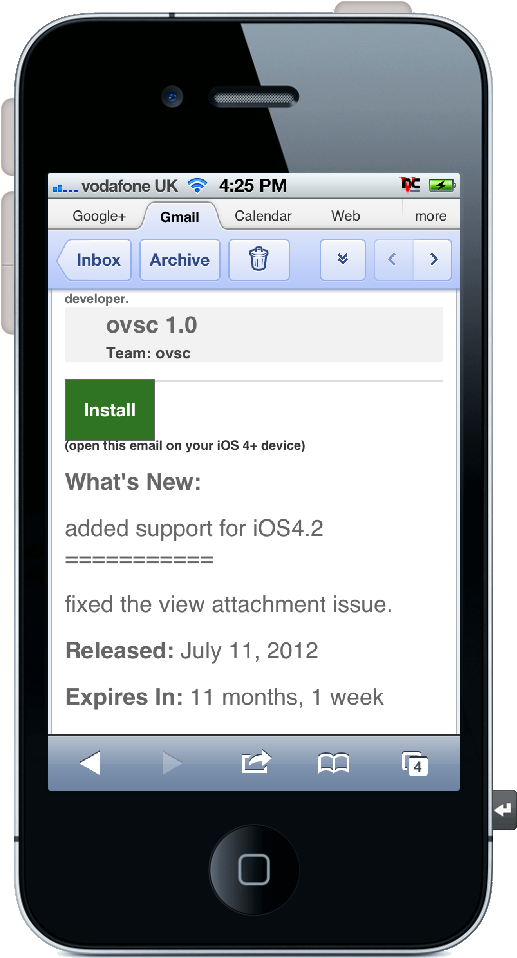 vodafone UK 4:25 PM
Google+ Gmail Calendar Web more
Inbox Archive
developer.
ovsc 1.0
Team: ovsc
Install
(open this email on your iOS 4+ device)
What's New:
added support for iOS4.2
===========
fixed the view attachment issue.
Released: July 11, 2012
Expires In: 11 months, 1 week
4